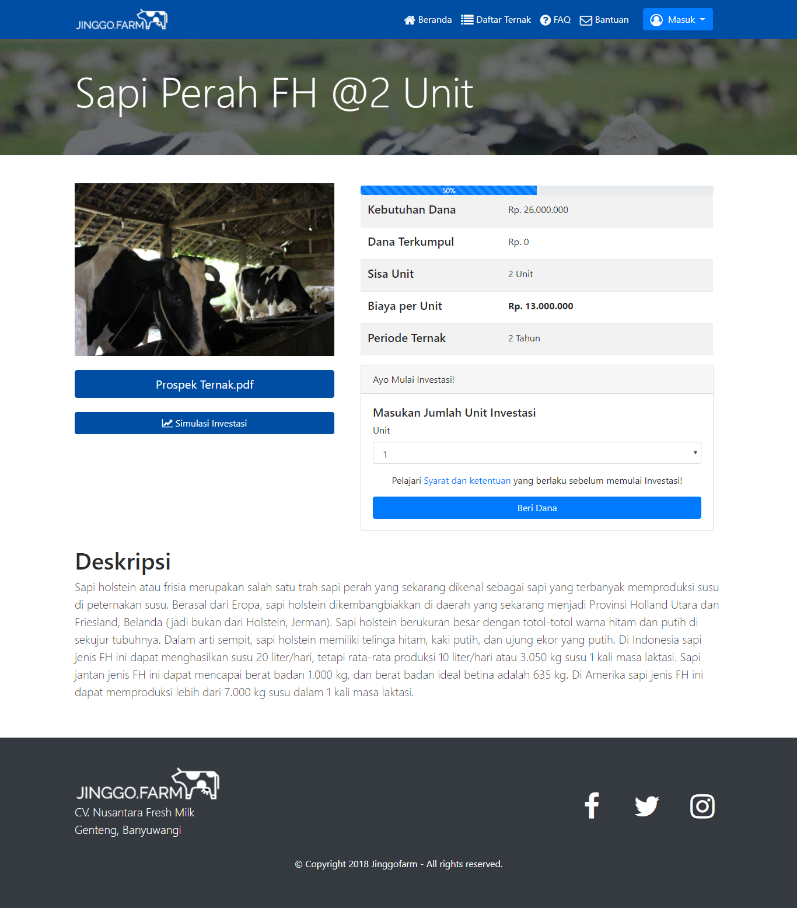 JINGGO.FARM
Beranda
Daftar Ternak
FAQ
Bantuan
Masuk
Sapi Perah FH @2 Unit
50%
Kebutuhan Dana Rp. 26.000.000
Dana Terkumpul Rp. 0
Sisa Unit 2 Unit
Biaya per Unit Rp. 13.000.000
Periode Ternak 2 Tahun
Prospek Ternak.pdf
Simulasi Investasi
Ayo Mulai Investasi!
Masukan Jumlah Unit Investasi
Unit
1
Pelajari Syarat dan ketentuan yang berlaku sebelum memulai Investasi!
Beri Dana
Deskripsi
Sapi holstein atau frisia merupakan salah satu trah sapi perah yang sekarang dikenal sebagai sapi yang terbanyak memproduksi susu
di peternakan susu. Berasal dari Eropa, sapi holstein dikembangbiakkan di daerah yang sekarang menjadi Provinsi Holland Utara dan
Friesland, Belanda (jadi bukan dari Holstein, Jerman). Sapi holstein berukuran besar dengan totol-totol warna hitam dan putih di
sekujur tubuhnya. Dalam arti sempit, sapi holstein memiliki telinga hitam, kaki putih, dan ujung ekor yang putih. Di Indonesia sapi
jenis FH ini dapat menghasilkan susu 20 liter/hari, tetapi rata-rata produksi 10 liter/hari atau 3.050 kg susu 1 kali masa laktasi. Sapi
jantan jenis FH ini dapat mencapai berat badan 1.000 kg, dan berat badan ideal betina adalah 635 kg. Di Amerika sapi jenis FH ini
dapat memproduksi lebih dari 7.000 kg susu dalam 1 kali masa laktasi.
JINGGO.FARM
CV. Nusantara Fresh Milk
Genteng, Banyuwangi
© Copyright 2018 Jinggofarm - All rights reserved.